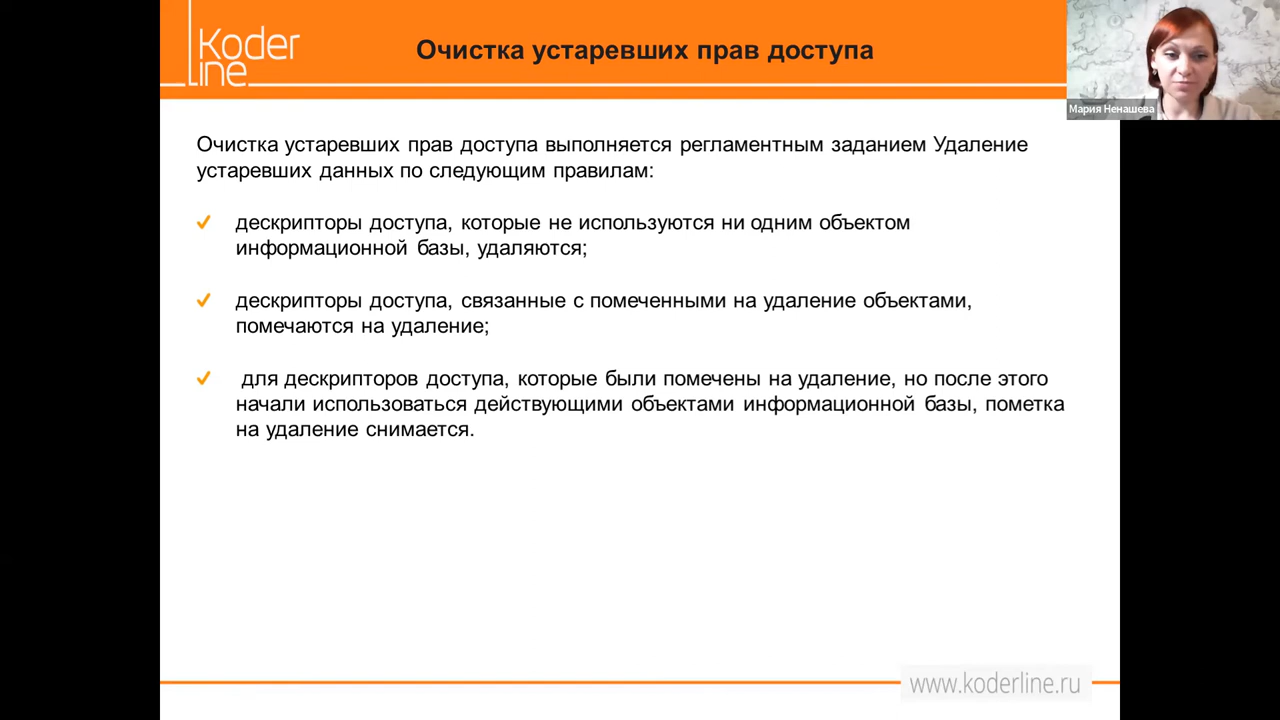 Koder
line
Очистка устаревших прав доступа
Мария Ненашева
Очистка устаревших прав доступа выполняется регламентным заданием Удаление
устаревших данных по следующим правилам:
дескрипторы доступа, которые не используются ни одним объектом
информационной базы, удаляются;
дескрипторы доступа, связанные с помеченными на удаление объектами,
помечаются на удаление;
для дескрипторов доступа, которые были помечены на удаление, но после этого
начали использоваться действующими объектами информационной базы, пометка
на удаление снимается.
www.koderline.ru